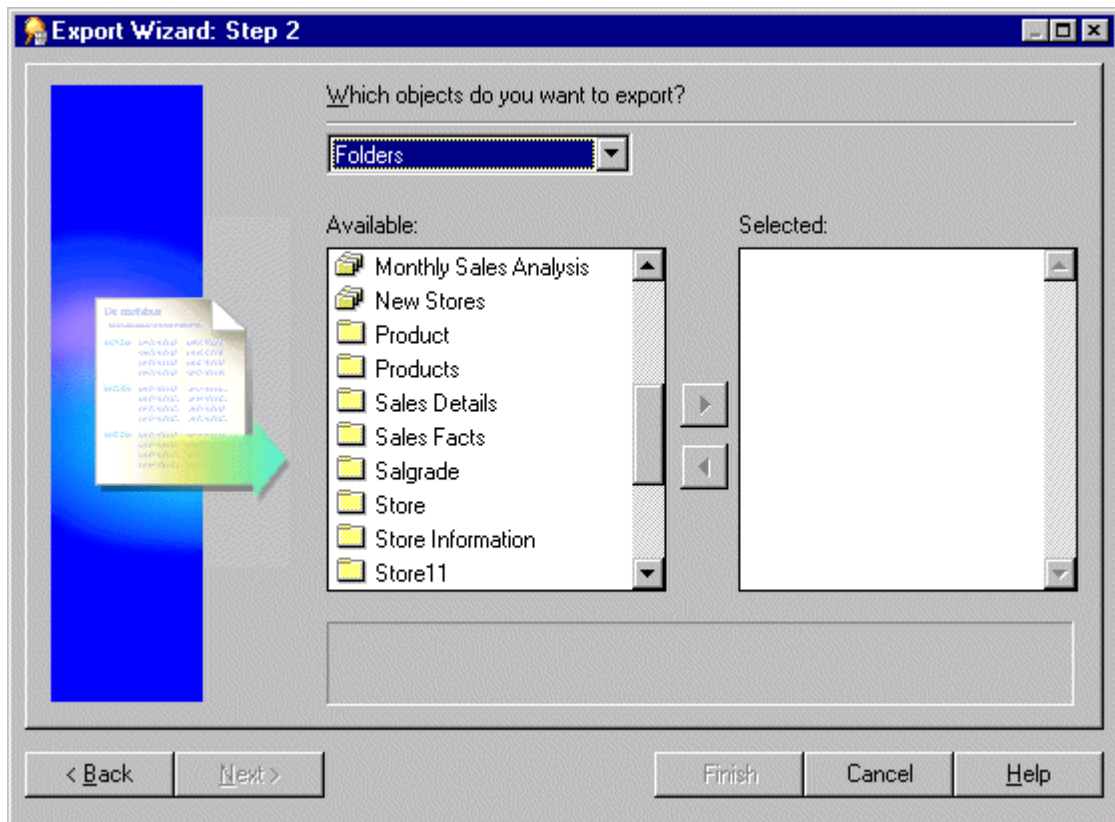 Export Wizard: Step 2
Which objects do you want to export?
Folders
Available:
Selected:
Monthly Sales Analysis
New Stores
Product
Products
Sales Details
Sales Facts
Salgrade
Store
Store Information
Store11
< Back
Next >
Finish
Cancel
Help